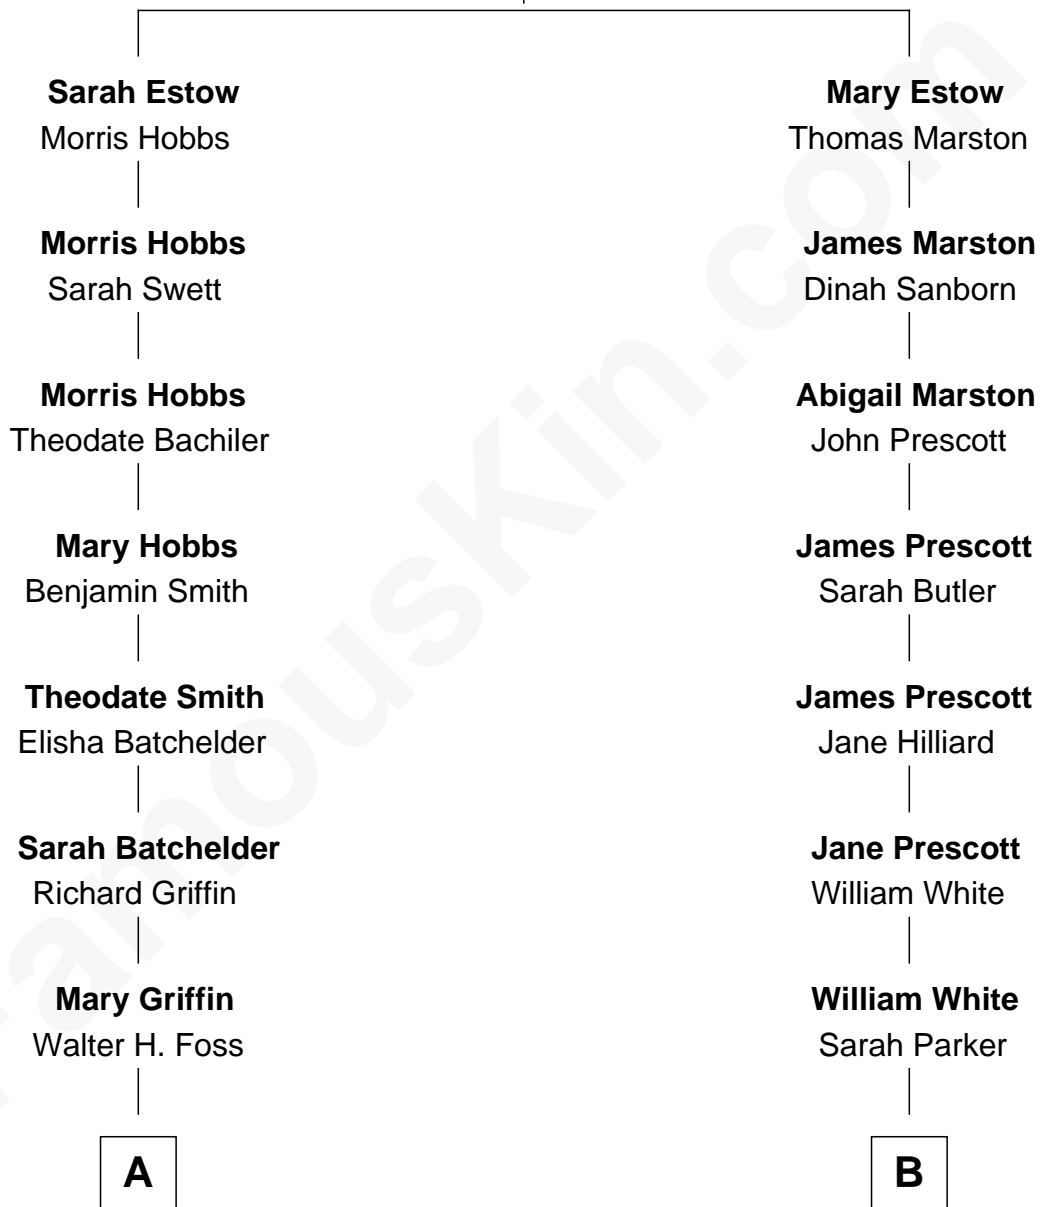 Sarah Estow
Morris Hobbs
Mary Estow
Thomas Marston
Morris Hobbs
Sarah Swett
James Marston
Dinah Sanborn
Morris Hobbs
Theodate Bachiler
Abigail Marston
John Prescott
Mary Hobbs
Benjamin Smith
James Prescott
Sarah Butler
Theodate Smith
Elisha Batchelder
James Prescott
Jane Hilliard
Sarah Batchelder
Richard Griffin
Jane Prescott
William White
Mary Griffin
Walter H. Foss
William White
Sarah Parker
A
B
FamousKin.com